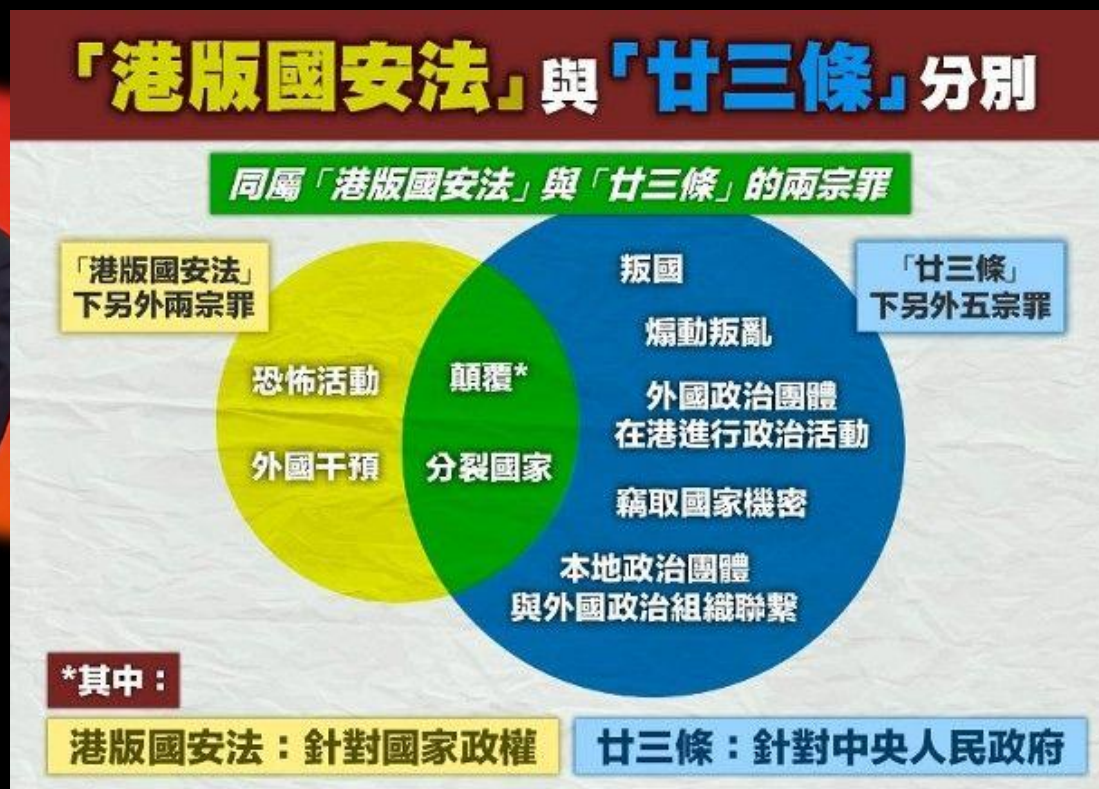 「港版國安法」與「廿三條」分別
同屬「港版國安法」與「廿三條」的兩宗罪
「港版國安法」
下另外兩宗罪
「廿三條」
下另外五宗罪
恐怖活動
外國干預
顛覆*
分裂國家
叛國
煽動叛亂
外國政治團體
在港進行政治活動
竊取國家機密
本地政治團體
與外國政治組織聯繫
*其中：
港版國安法：針對國家政權
廿三條：針對中央人民政府